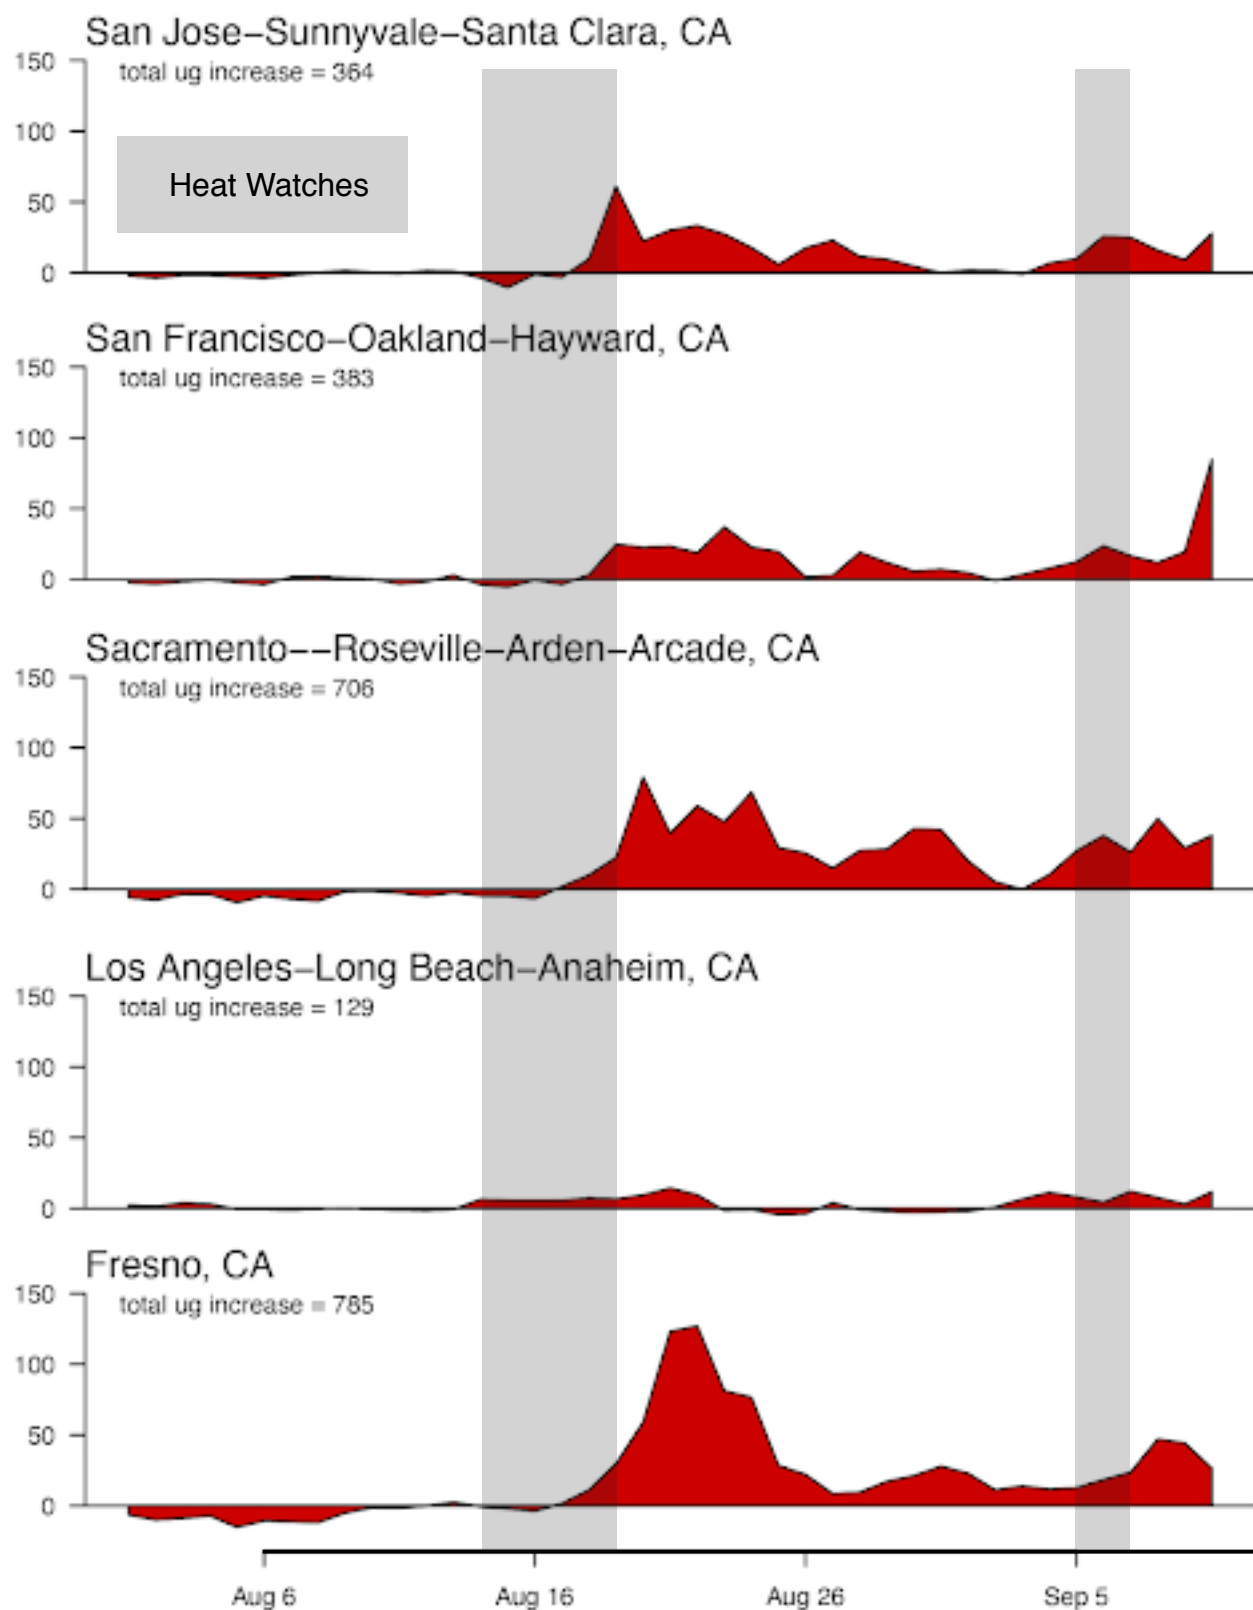 San Jose−Sunnyvale−Santa Clara, CA
150
total ug increase = 364
100
Heat Watches
50
0
San Francisco−Oakland−Hayward, CA
150
total ug increase = 383
100
50
0
Sacramento−−Roseville−Arden−Arcade, CA
150
total ug increase = 706
100
50
0
Los Angeles−Long Beach−Anaheim, CA
150
total ug increase = 129
100
50
0
Fresno, CA
150
total ug increase = 785
100
50
0
Aug 6 Aug 16 Aug 26 Sep 5